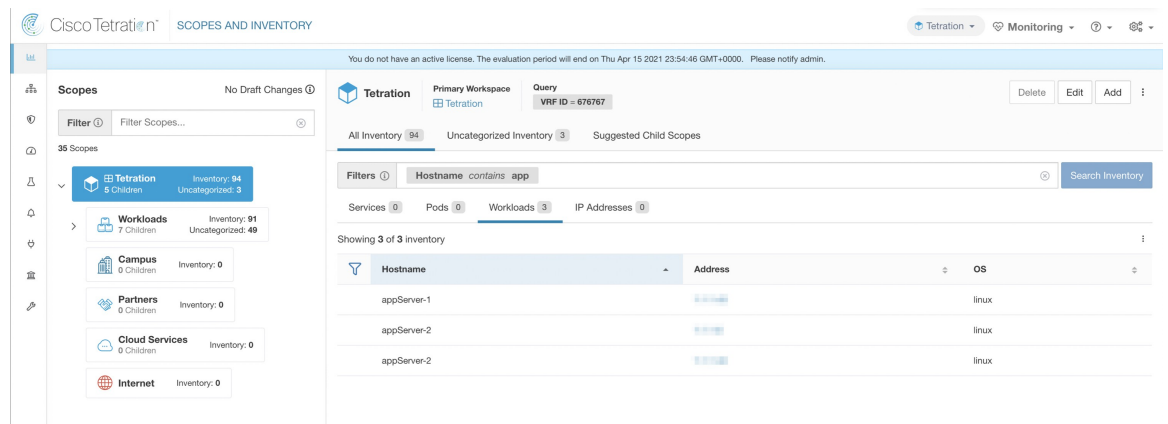 Cisco Tetration™ SCOPES AND INVENTORY Tetration Monitoring
You do not have an active license. The evaluation period will end on Thu Apr 15 2021 23:54:46 GMT+0000. Please notify admin.
Scopes No Draft Changes
Filter Filter Scopes...
35 Scopes
Tetration Inventory: 94
5 Children Uncategorized: 3
Workloads Inventory: 91
7 Children Uncategorized: 49
Campus
0 Children Inventory: 0
Partners
0 Children Inventory: 0
Cloud Services
0 Children Inventory: 0
Internet Inventory: 0
Tetration Primary Workspace Query Delete Edit Add
Tetration VRF ID = 676767
All Inventory 94 Uncategorized Inventory 3 Suggested Child Scopes
Filters Hostname contains app Search Inventory
Services 0 Pods 0 Workloads 3 IP Addresses 0
Showing 3 of 3 inventory
Hostname Address OS
appServer-1 linux
appServer-2 linux
appServer-2 linux